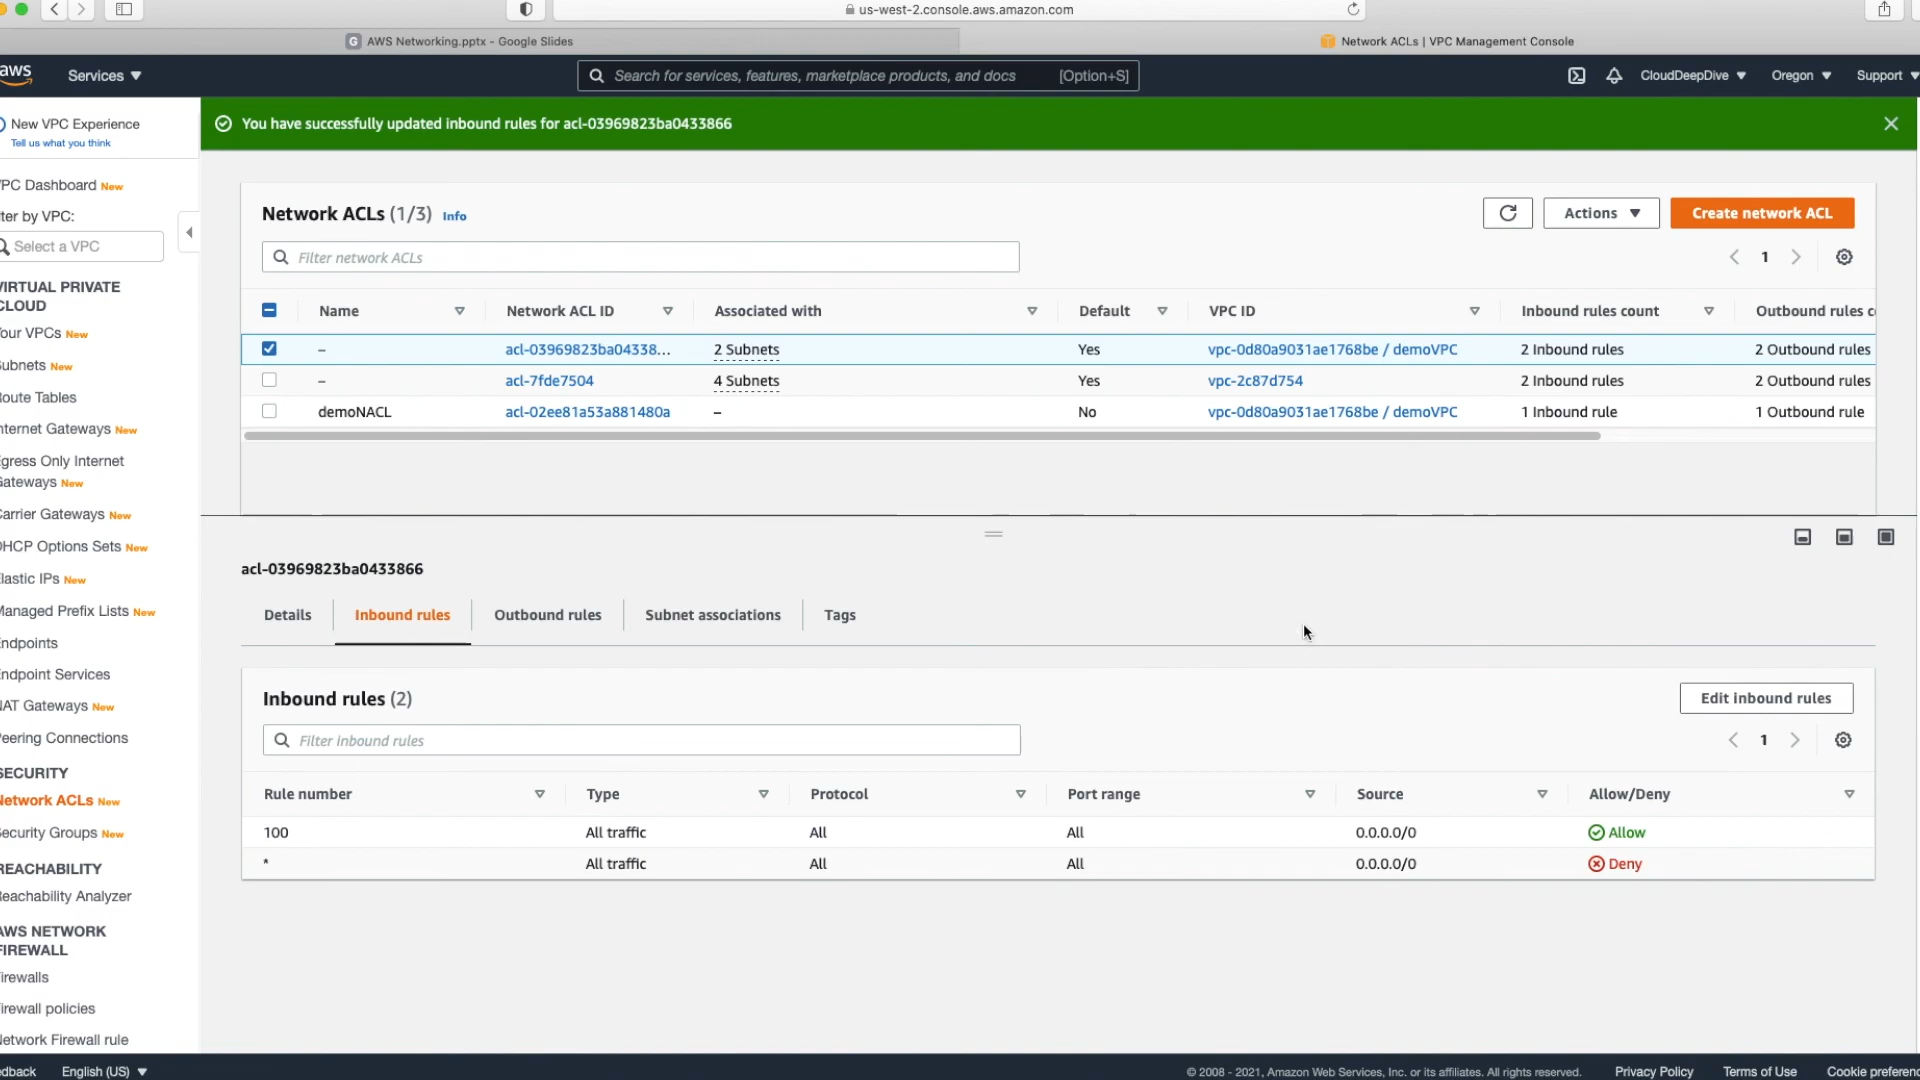 us-west-2.console.aws.amazon.com
G AWS Networking.pptx - Google Slides
Network ACLs | VPC Management Console
aws
Services
Search for services, features, marketplace products, and docs [Option+S]
CloudDeepDive
Oregon
Support
New VPC Experience
Tell us what you think
You have successfully updated inbound rules for acl-03969823ba0433866
PC Dashboard New
ter by VPC:
Select a VPC
VIRTUAL PRIVATE
CLOUD
our VPCs New
ubnets New
oute Tables
nternet Gateways New
gress Only Internet
ateways New
arrier Gateways New
HCP Options Sets New
lastic IPs New
anaged Prefix Lists New
ndpoints
ndpoint Services
AT Gateways New
eering Connections
SECURITY
etwork ACLs New
ecurity Groups New
REACHABILITY
eachability Analyzer
AWS NETWORK
FIREWALL
irewalls
irewall policies
etwork Firewall rule
Network ACLs (1/3) Info
Actions
Create network ACL
Filter network ACLs
1
Name Network ACL ID Associated with Default VPC ID Inbound rules count Outbound rules c
– acl-03969823ba04338... 2 Subnets Yes vpc-0d80a9031ae1768be / demoVPC 2 Inbound rules 2 Outbound rules
– acl-7fde7504 4 Subnets Yes vpc-2c87d754 2 Inbound rules 2 Outbound rules
demoNACL acl-02ee81a53a881480a – No vpc-0d80a9031ae1768be / demoVPC 1 Inbound rule 1 Outbound rule
acl-03969823ba0433866
Details Inbound rules Outbound rules Subnet associations Tags
Inbound rules (2)
Edit inbound rules
Filter inbound rules
1
Rule number Type Protocol Port range Source Allow/Deny
100 All traffic All All 0.0.0.0/0 Allow
* All traffic All All 0.0.0.0/0 Deny
edback
English (US)
© 2008 - 2021, Amazon Web Services, Inc. or its affiliates. All rights reserved.
Privacy Policy
Terms of Use
Cookie preferenc